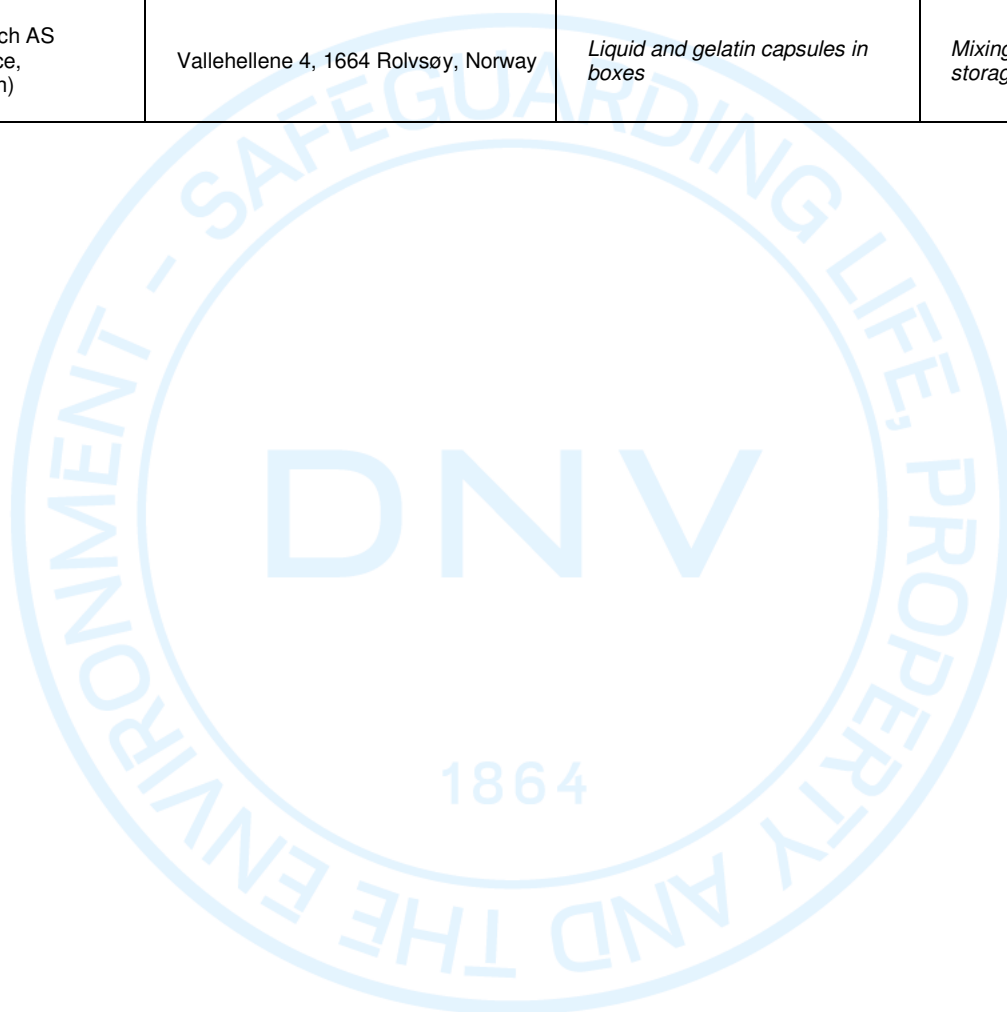 ch AS
ce,
n)
Vallehellene 4, 1664 Rolvsøy, Norway
Liquid and gelatin capsules in
boxes
Mixing
storag
SAFEGUARDING LIFE, PROPERTY AND THE ENVIRONMENT -
DNV
1864